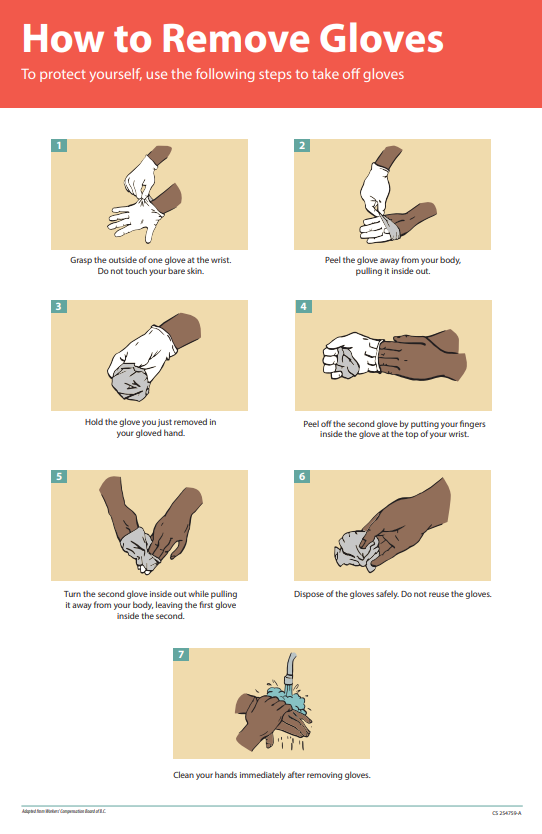 How to Remove Gloves
To protect yourself, use the following steps to take off gloves
1
Grasp the outside of one glove at the wrist.
Do not touch your bare skin.
2
Peel the glove away from your body,
pulling it inside out.
3
Hold the glove you just removed in
your gloved hand.
4
Peel off the second glove by putting your fingers
inside the glove at the top of your wrist.
5
Turn the second glove inside out while pulling
it away from your body, leaving the first glove
inside the second.
6
Dispose of the gloves safely. Do not reuse the gloves.
7
Clean your hands immediately after removing gloves.
Adapted from Workers' Compensation Board of B.C.
CS 254759-A